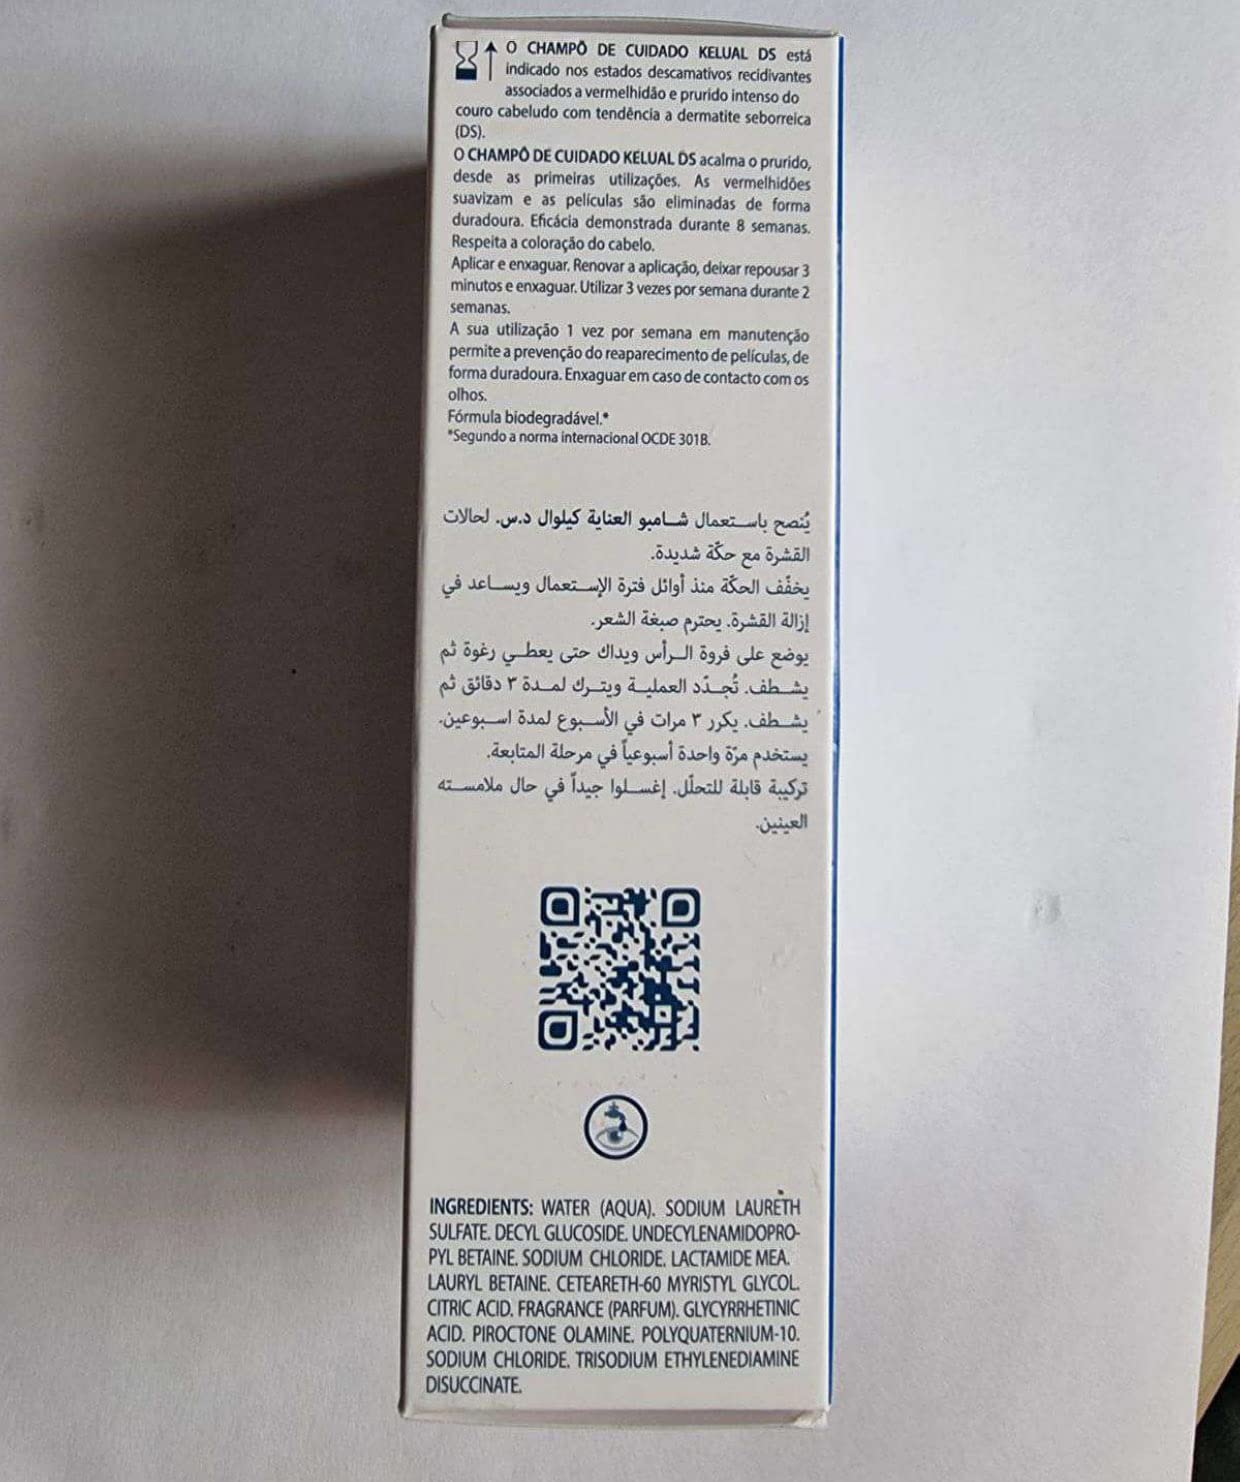 O CHAMPÔ DE CUIDADO KELUAL DS está
indicado nos estados descamativos recidivantes
associados a vermelhidão e prurido intenso do
couro cabeludo com tendência a dermatite seborreica
(DS).
O CHAMPÔ DE CUIDADO KELUAL DS acalma o prurido,
desde as primeiras utilizações. As vermelhidões
suavizam e as películas são eliminadas de forma
duradoura. Eficácia demonstrada durante 8 semanas.
Respeita a coloração do cabelo.
Aplicar e enxaguar. Renovar a aplicação, deixar repousar 3
minutos e enxaguar. Utilizar 3 vezes por semana durante 2
semanas.
A sua utilização 1 vez por semana em manutenção
permite a prevenção do reaparecimento de películas, de
forma duradoura. Enxaguar em caso de contacto com os
olhos.
Fórmula biodegradável.*
*Segundo a norma internacional OCDE 301B.
يُنصح باستعمال شامبو العناية كيلوال د.س. لحالات
القشرة مع حكّة شديدة.
يخفّف الحكّة منذ أوائل فترة الإستعمال ويساعد في
إزالة القشرة. يحترم صبغة الشعر.
يوضع على فروة الرأس ويداك حتى يعطي رغوة ثم
يشطف. تُجدّد العملية ويترك لمدة ٣ دقائق ثم
يشطف. يكرر ٣ مرات في الأسبوع لمدة اسبوعين.
يستخدم مرّة واحدة أسبوعياً في مرحلة المتابعة.
تركيبة قابلة للتحلّل. إغسلوا جيداً في حال ملامسته
العينين.
INGREDIENTS: WATER (AQUA). SODIUM LAURETH
SULFATE. DECYL GLUCOSIDE. UNDECYLENAMIDOPRO-
PYL BETAINE. SODIUM CHLORIDE. LACTAMIDE MEA.
LAURYL BETAINE. CETEARETH-60 MYRISTYL GLYCOL.
CITRIC ACID. FRAGRANCE (PARFUM). GLYCYRRHETINIC
ACID. PIROCTONE OLAMINE. POLYQUATERNIUM-10.
SODIUM CHLORIDE. TRISODIUM ETHYLENEDIAMINE
DISUCCINATE.